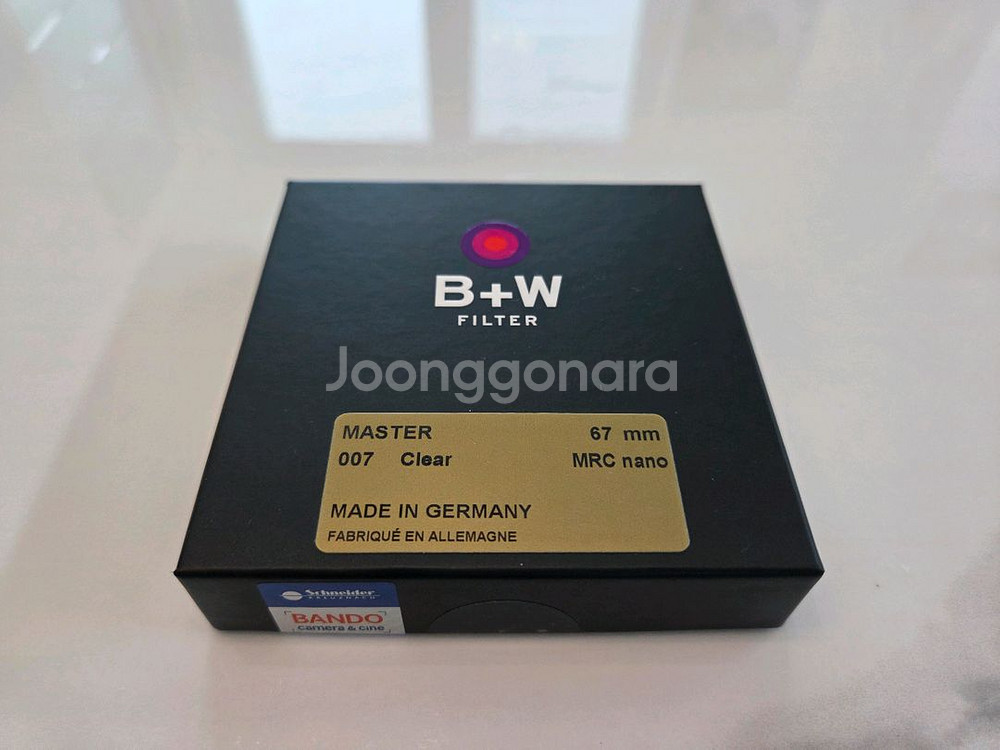 B+W
FILTER
Joonggonara
MASTER 67 mm
007 Clear MRC nano
MADE IN GERMANY
FABRIQUÉ EN ALLEMAGNE
Schneider
KREUZNACH
BANDO
camera & cine